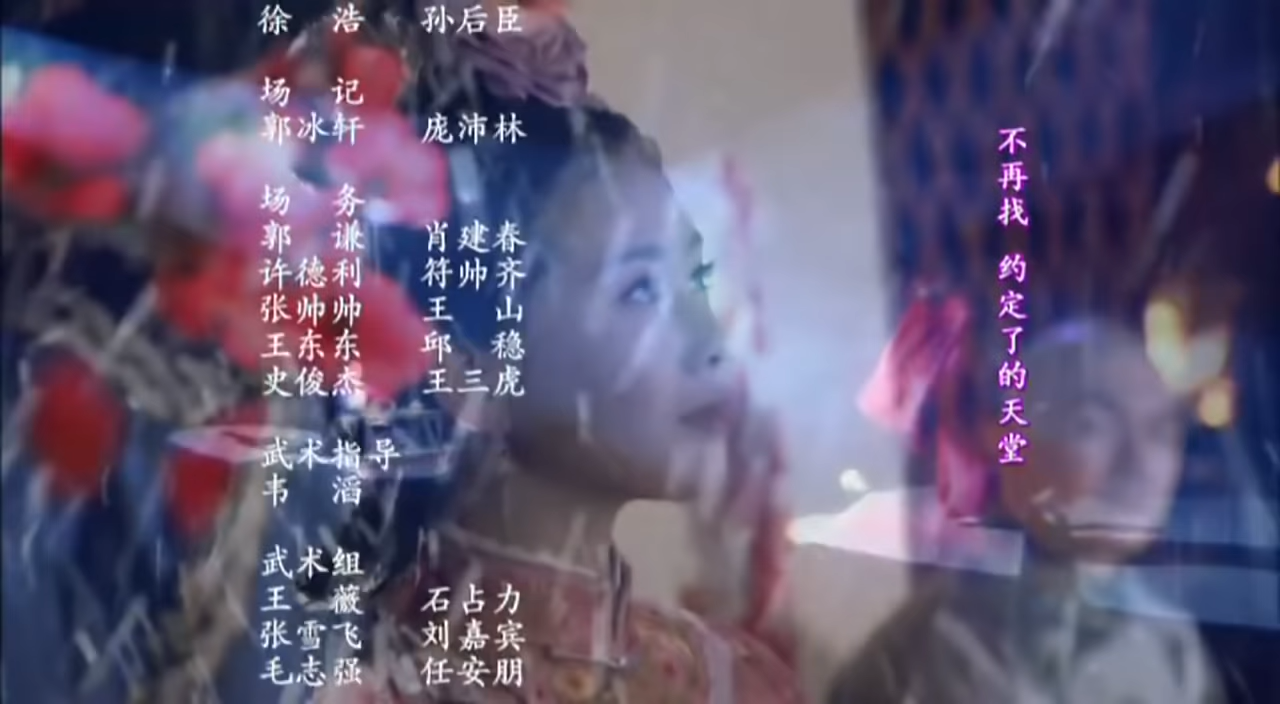 徐 浩 孙后臣
场 记
郭冰轩 庞沛林
场 务
郭 谦 肖建春
许德利 符帅齐
张帅帅 王 山
王东东 邱 稳
史俊杰 王三虎
武术指导
韦 滔
武术组
王 薇 石占力
张雪飞 刘嘉宾
毛志强 任安朋
不再找 约定了的天堂